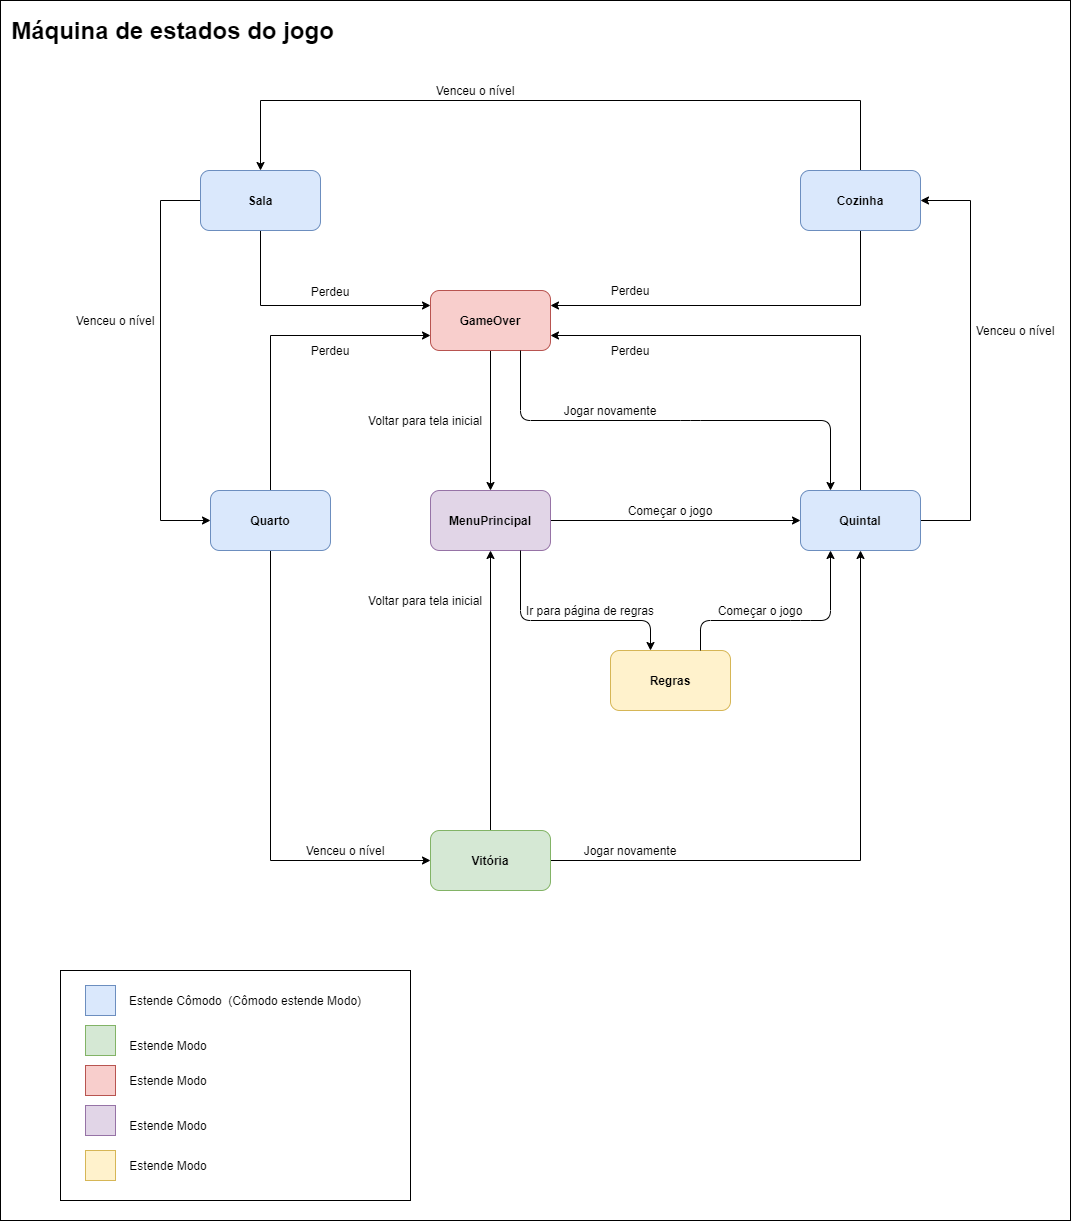 Máquina de estados do jogo
Venceu o nível
Sala
Cozinha
Perdeu
Perdeu
GameOver
Venceu o nível
Venceu o nível
Perdeu
Perdeu
Jogar novamente
Voltar para tela inicial
Quarto
MenuPrincipal
Começar o jogo
Quintal
Voltar para tela inicial
Ir para página de regras
Começar o jogo
Regras
Venceu o nível
Vitória
Jogar novamente
Estende Cômodo  (Cômodo estende Modo)
Estende Modo
Estende Modo
Estende Modo
Estende Modo